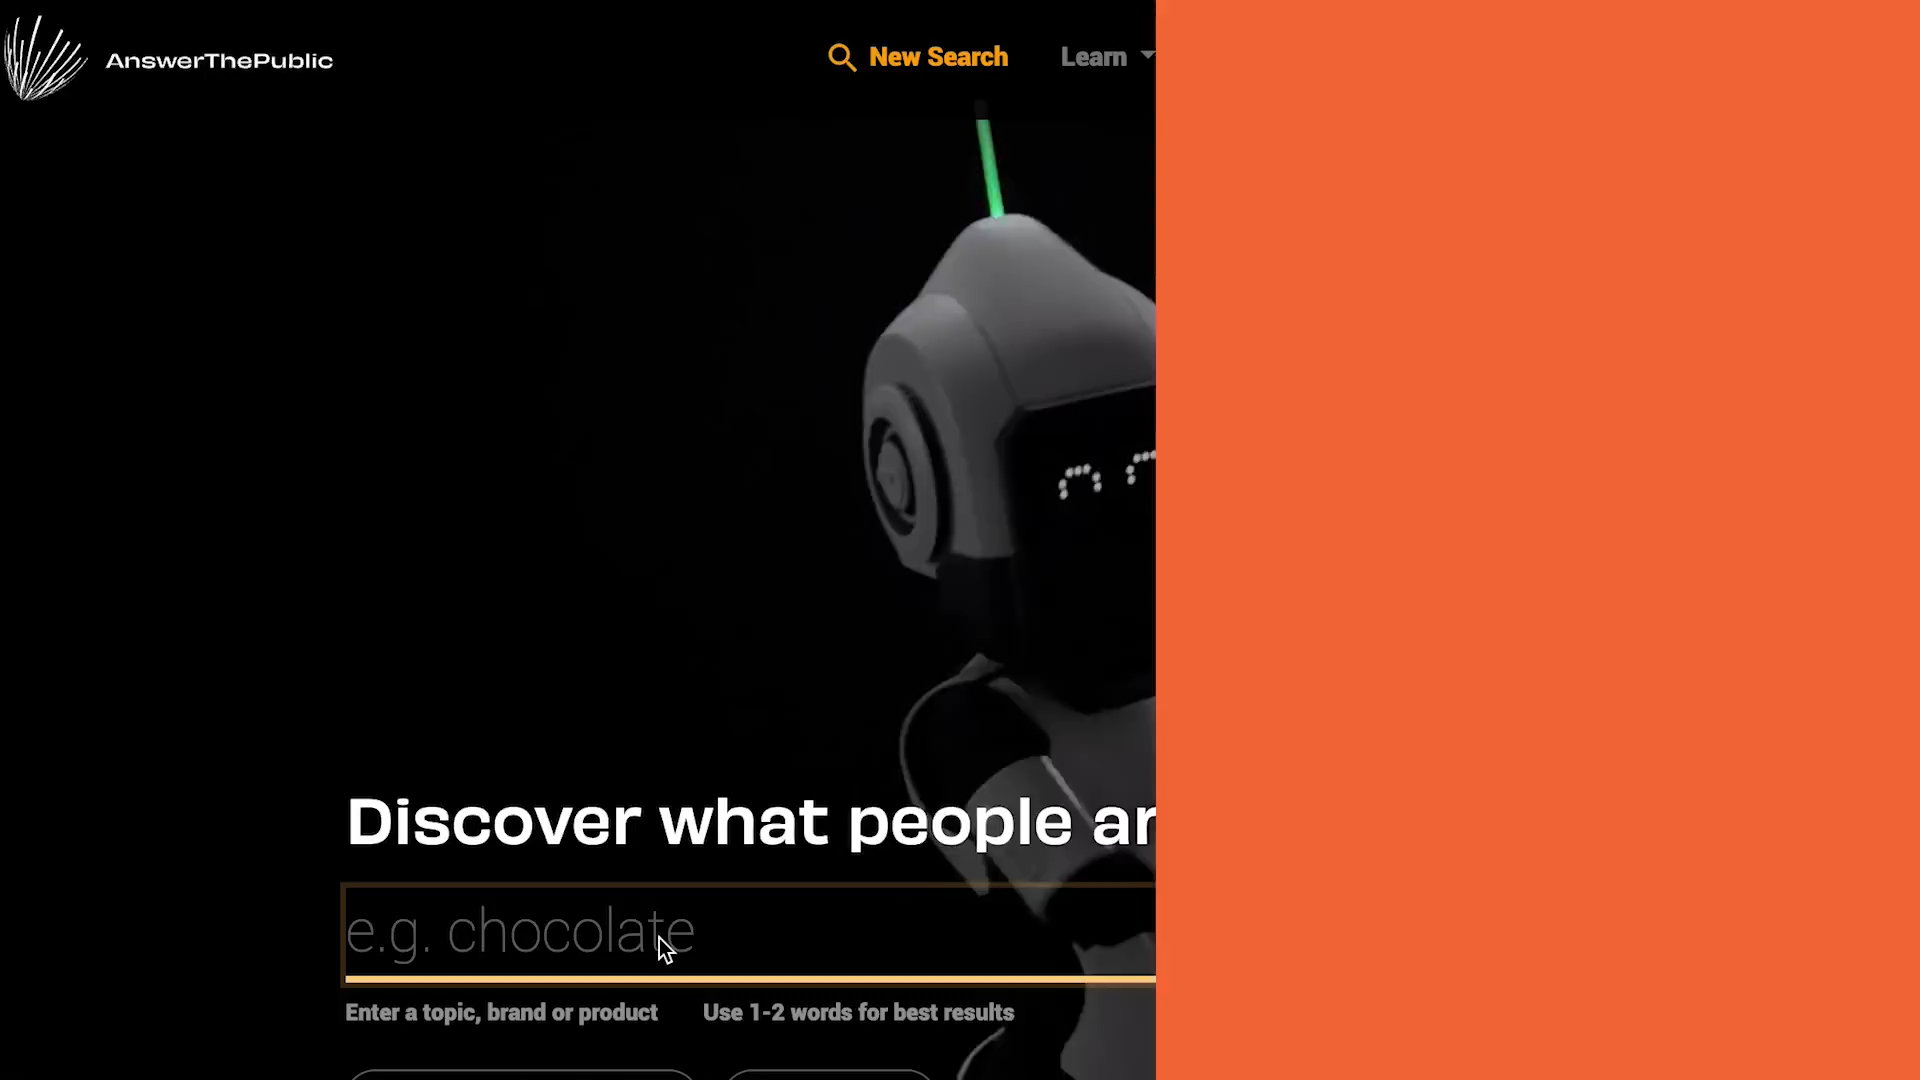 AnswerThePublic
New Search
Learn
Discover what people ar
e.g. chocolate
Enter a topic, brand or product
Use 1-2 words for best results